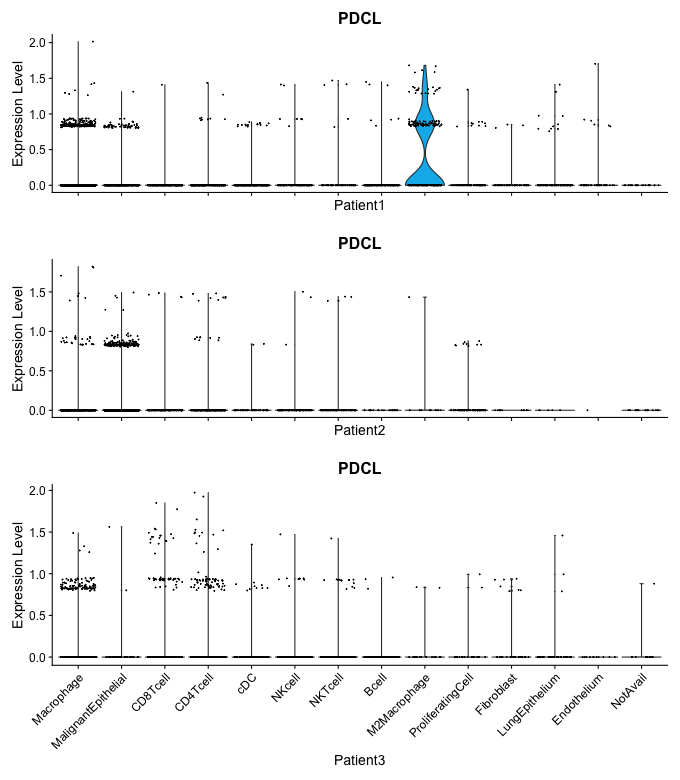 PDCL
Expression Level
2.0
1.5
1.0
0.5
0.0
Patient1
PDCL
Expression Level
1.5
1.0
0.5
0.0
Patient2
PDCL
Expression Level
2.0
1.5
1.0
0.5
0.0
Macrophage
MalignantEpithelial
CD8Tcell
CD4Tcell
cDC
NKcell
NKTcell
Bcell
M2Macrophage
ProliferatingCell
Fibroblast
LungEpithelium
Endothelium
NotAvail
Patient3